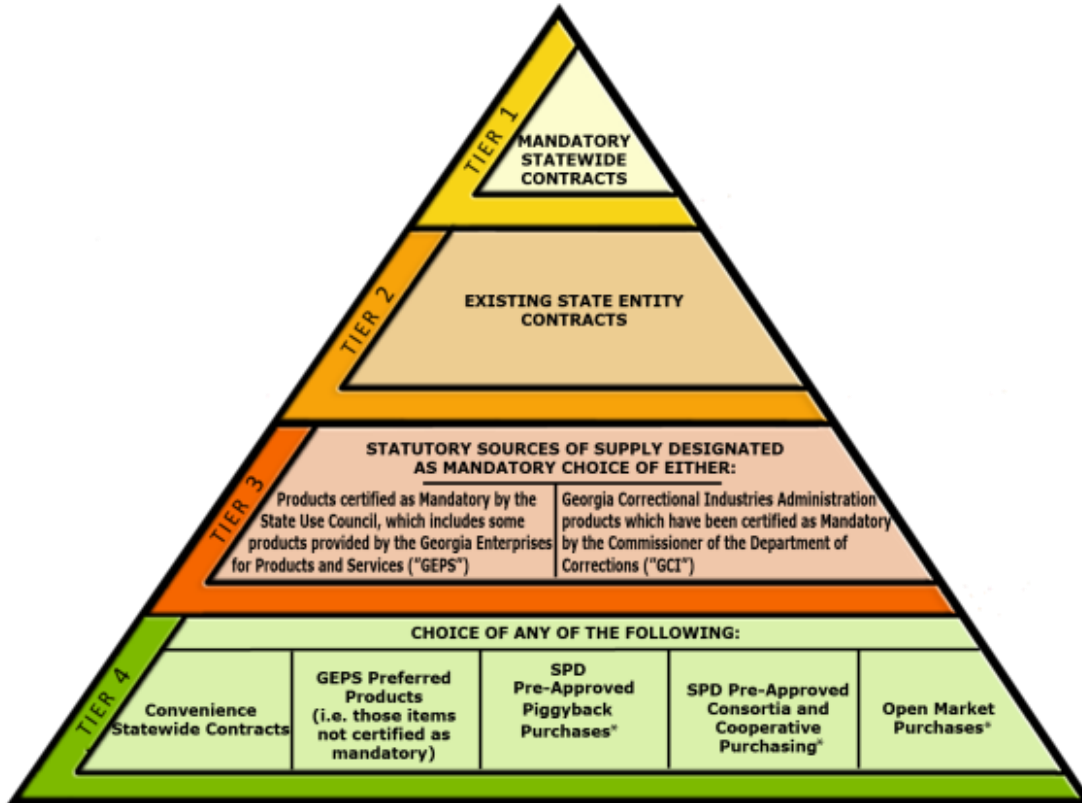 TIER 1
MANDATORY
STATEWIDE
CONTRACTS
TIER 2
EXISTING STATE ENTITY
CONTRACTS
TIER 3
STATUTORY SOURCES OF SUPPLY DESIGNATED
AS MANDATORY CHOICE OF EITHER:
Products certified as Mandatory by the
State Use Council, which includes some
products provided by the Georgia Enterprises
for Products and Services ("GEPS")
Georgia Correctional Industries Administration
products which have been certified as Mandatory
by the Commissioner of the Department of
Corrections ("GCI")
TIER 4
CHOICE OF ANY OF THE FOLLOWING:
Convenience
Statewide Contracts
GEPS Preferred
Products
(i.e. those items
not certified as
mandatory)
SPD
Pre-Approved
Piggyback
Purchases*
SPD Pre-Approved
Consortia and
Cooperative
Purchasing*
Open Market
Purchases*